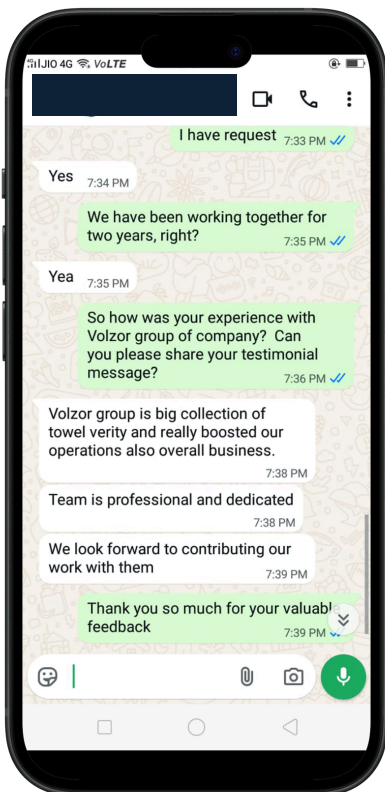 JIO 4G VoLTE
I have request 7:33 PM
Yes 7:34 PM
We have been working together for
two years, right?
7:35 PM
Yea 7:35 PM
So how was your experience with
Volzor group of company? Can
you please share your testimonial
message?
7:36 PM
Volzor group is big collection of
towel verity and really boosted our
operations also overall business.
7:38 PM
Team is professional and dedicated
7:38 PM
We look forward to contributing our
work with them
7:39 PM
Thank you so much for your valuable
feedback
7:39 PM